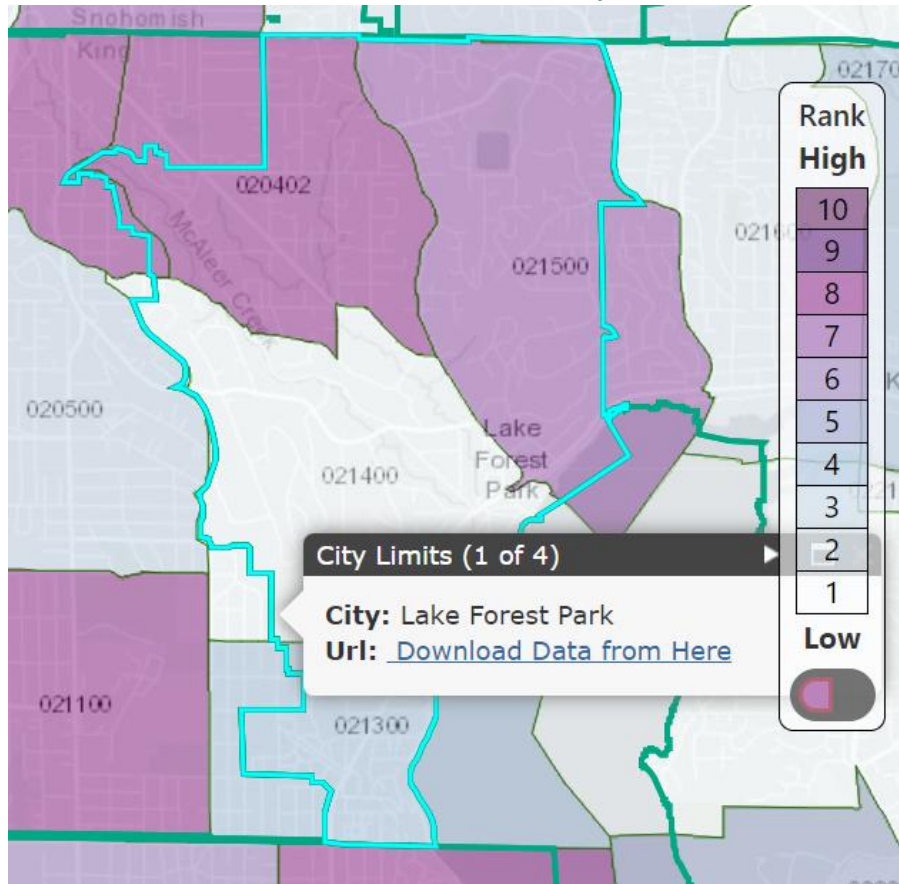 Snohomish
King
02170
Rank
High
10
9
8
7
6
5
4
3
2
1
Low
020402
McAleer Creek
021500
021600
020500
Lake
Forest
Park
021400
City Limits (1 of 4)
City: Lake Forest Park
Url: Download Data from Here
021100
021300